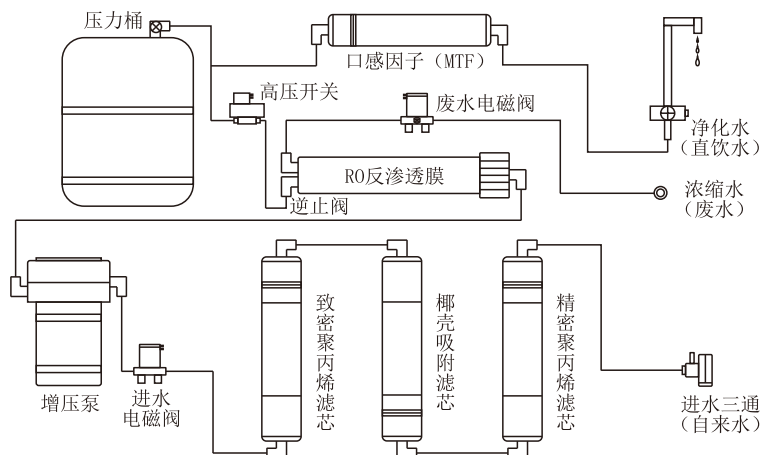 压力桶
口感因子（MTF）
高压开关
废水电磁阀
净化水
（直饮水）
RO反渗透膜
浓缩水
（废水）
逆止阀
致密聚丙烯滤芯
椰壳吸附滤芯
精密聚丙烯滤芯
增压泵
进水
电磁阀
进水三通
（自来水）